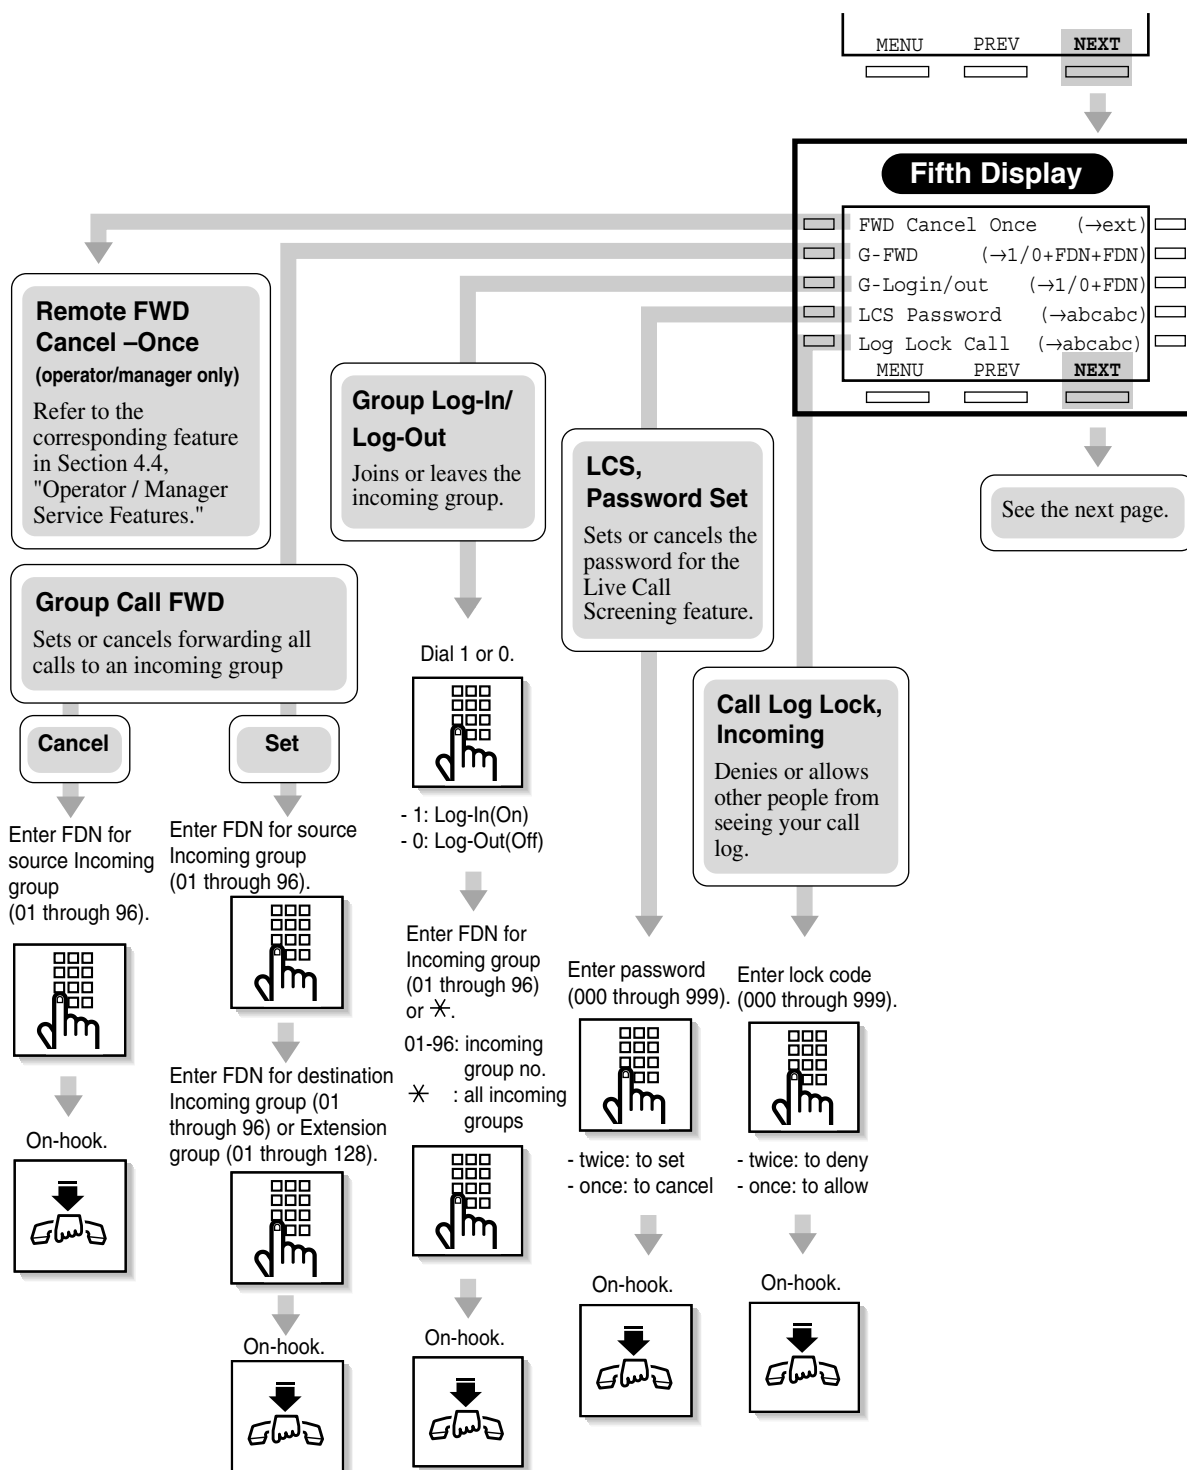 MENU PREV NEXT
Fifth Display
FWD Cancel Once (→ext)
G-FWD (→1/0+FDN+FDN)
G-Login/out (→1/0+FDN)
LCS Password (→abcabc)
Log Lock Call (→abcabc)
MENU PREV NEXT
See the next page.
Remote FWD
Cancel –Once
(operator/manager only)
Refer to the
corresponding feature
in Section 4.4,
"Operator / Manager
Service Features."
Group Call FWD
Sets or cancels forwarding all
calls to an incoming group
Cancel
Enter FDN for
source Incoming
group
(01 through 96).
On-hook.
Set
Enter FDN for source
Incoming group
(01 through 96).
Enter FDN for destination
Incoming group (01
through 96) or Extension
group (01 through 128).
On-hook.
Group Log-In/
Log-Out
Joins or leaves the
incoming group.
Dial 1 or 0.
- 1: Log-In(On)
- 0: Log-Out(Off)
Enter FDN for
Incoming group
(01 through 96)
or ✳.
01-96: incoming
group no.
✳ : all incoming
groups
On-hook.
LCS,
Password Set
Sets or cancels the
password for the
Live Call
Screening feature.
Enter password
(000 through 999).
- twice: to set
- once: to cancel
On-hook.
Call Log Lock,
Incoming
Denies or allows
other people from
seeing your call
log.
Enter lock code
(000 through 999).
- twice: to deny
- once: to allow
On-hook.